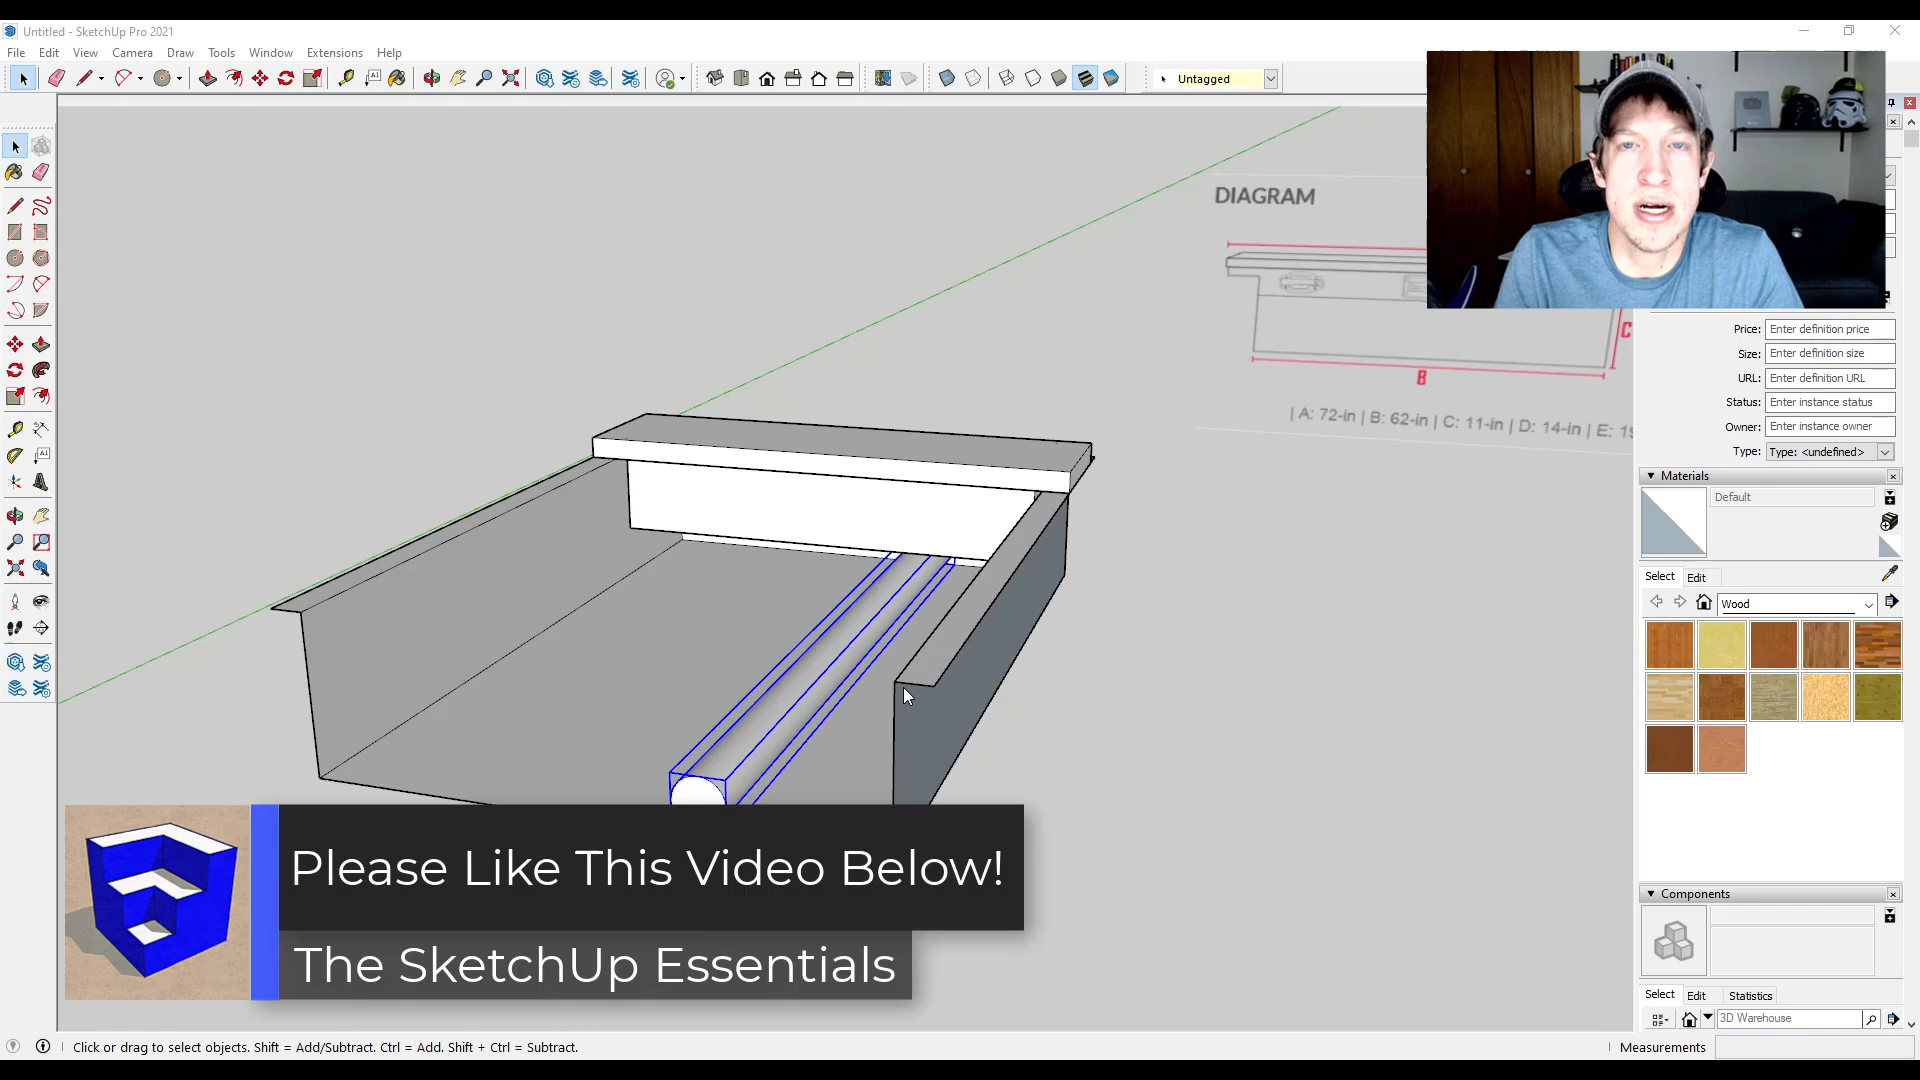 Untitled - SketchUp Pro 2021
File Edit View Camera Draw Tools Window Extensions Help
Untagged
DIAGRAM
C
B
| A: 72-in | B: 62-in | C: 11-in | D: 14-in | E: 19
Price: Enter definition price
Size: Enter definition size
URL: Enter definition URL
Status: Enter instance status
Owner: Enter instance owner
Type: Type: <undefined>
Materials
Default
Select Edit
Wood
Components
Select Edit Statistics
3D Warehouse
Please Like This Video Below!
The SketchUp Essentials
Click or drag to select objects. Shift = Add/Subtract. Ctrl = Add. Shift + Ctrl = Subtract.
Measurements